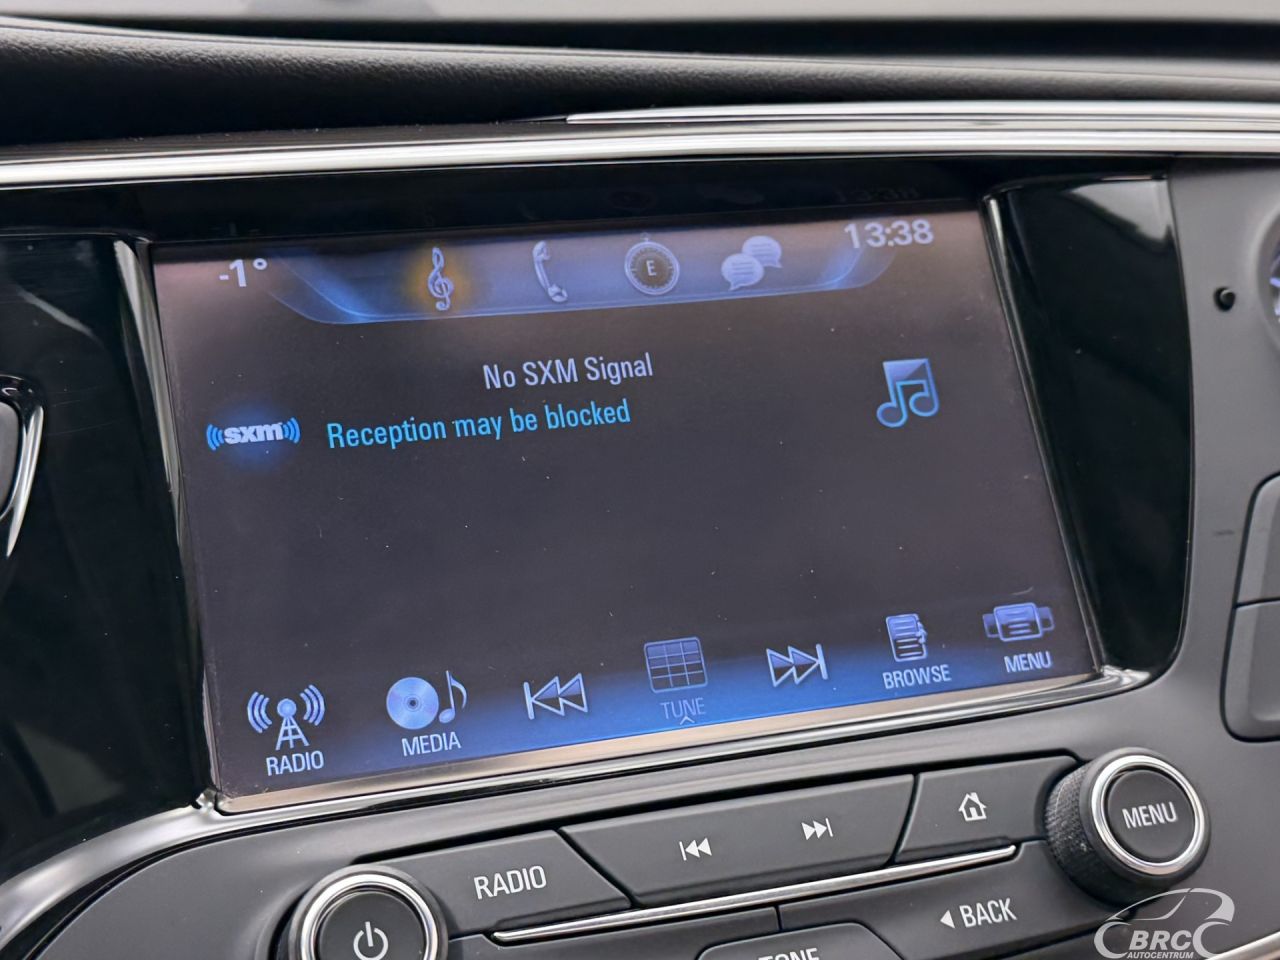 -1°
E
13:38
No SXM Signal
sxm
Reception may be blocked
RADIO
MEDIA
TUNE
BROWSE
MENU
RADIO
MENU
BACK
TONE
BRC
AUTOCENTRUM